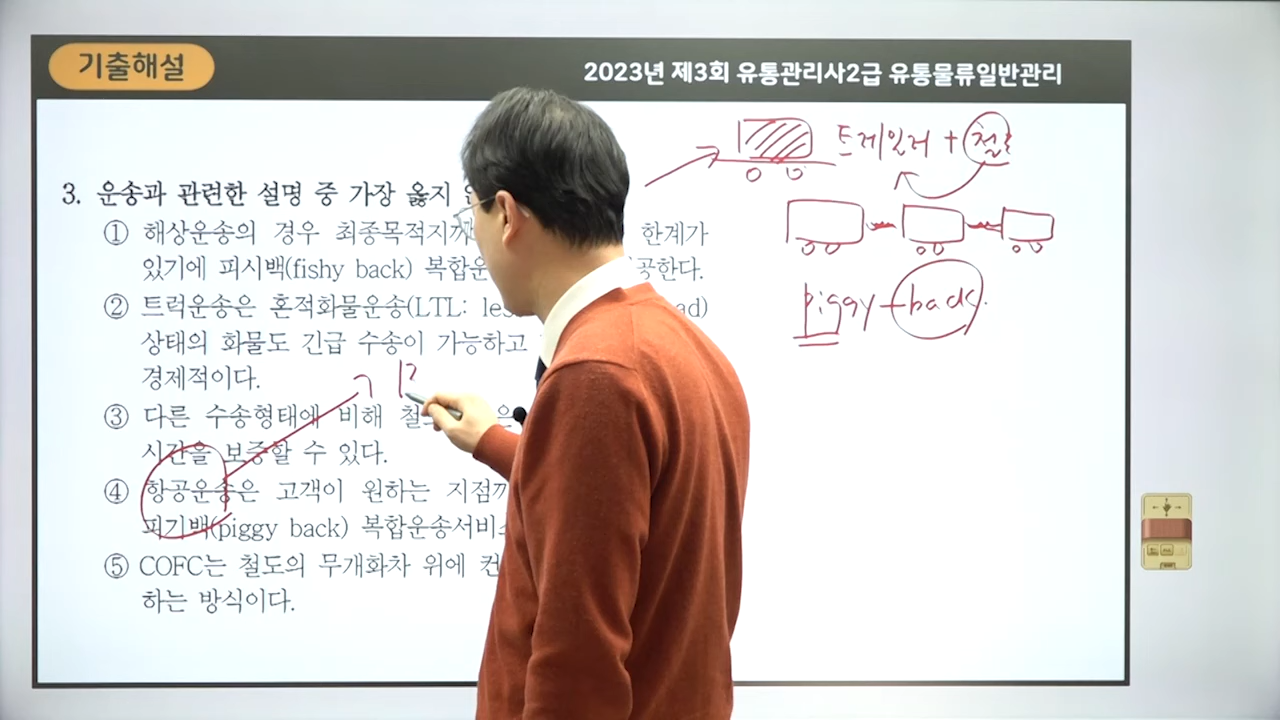 기출해설
2023년 제3회 유통관리사2급 유통물류일반관리
3. 운송과 관련한 설명 중 가장 옳지
① 해상운송의 경우 최종목적지까지 한계가
있기에 피시백(fishy back) 복합운 공한다.
② 트럭운송은 혼적화물운송(LTL: les ad)
상태의 화물도 긴급 수송이 가능하고
경제적이다.
③ 다른 수송형태에 비해 철 은
시간을 보증할 수 있다.
④ 항공운송은 고객이 원하는 지점까
피기백(piggy back) 복합운송서비스
⑤ COFC는 철도의 무개화차 위에 컨
하는 방식이다.
트레일러 + 철도
piggy-back